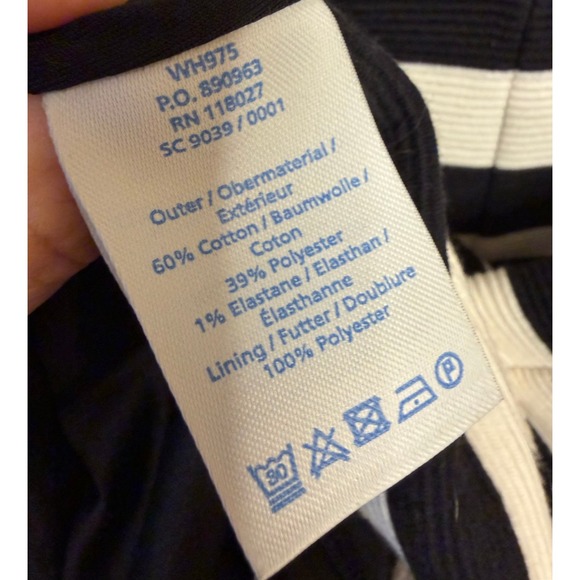 WH975
P.O. 890963
RN 118027
SC 9039 / 0001
Outer / Obermaterial /
Extérieur
60% Cotton / Baumwolle /
Coton
39% Polyester
1% Elastane / Elasthan /
Élasthanne
Lining / Futter / Doublure
100% Polyester
30 P